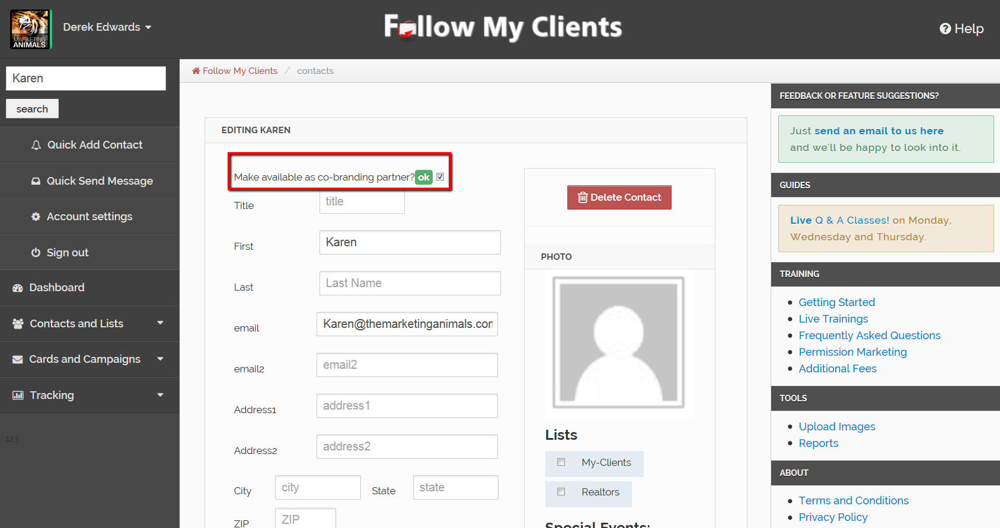 MARKETING
ANIMALS
Derek Edwards
Follow My Clients
Help
Karen
search
Quick Add Contact
Quick Send Message
Account settings
Sign out
Dashboard
Contacts and Lists
Cards and Campaigns
Tracking
123
Follow My Clients / contacts
EDITING KAREN
Make available as co-branding partner? ok
Title title
First Karen
Last Last Name
email Karen@themarketinganimals.com
email2 email2
Address1 address1
Address2 address2
City city State state
ZIP ZIP
Delete Contact
PHOTO
Lists
My-Clients
Realtors
Special Events:
FEEDBACK OR FEATURE SUGGESTIONS?
Just send an email to us here
and we'll be happy to look into it.
GUIDES
Live Q & A Classes! on Monday,
Wednesday and Thursday.
TRAINING
Getting Started
Live Trainings
Frequently Asked Questions
Permission Marketing
Additional Fees
TOOLS
Upload Images
Reports
ABOUT
Terms and Conditions
Privacy Policy